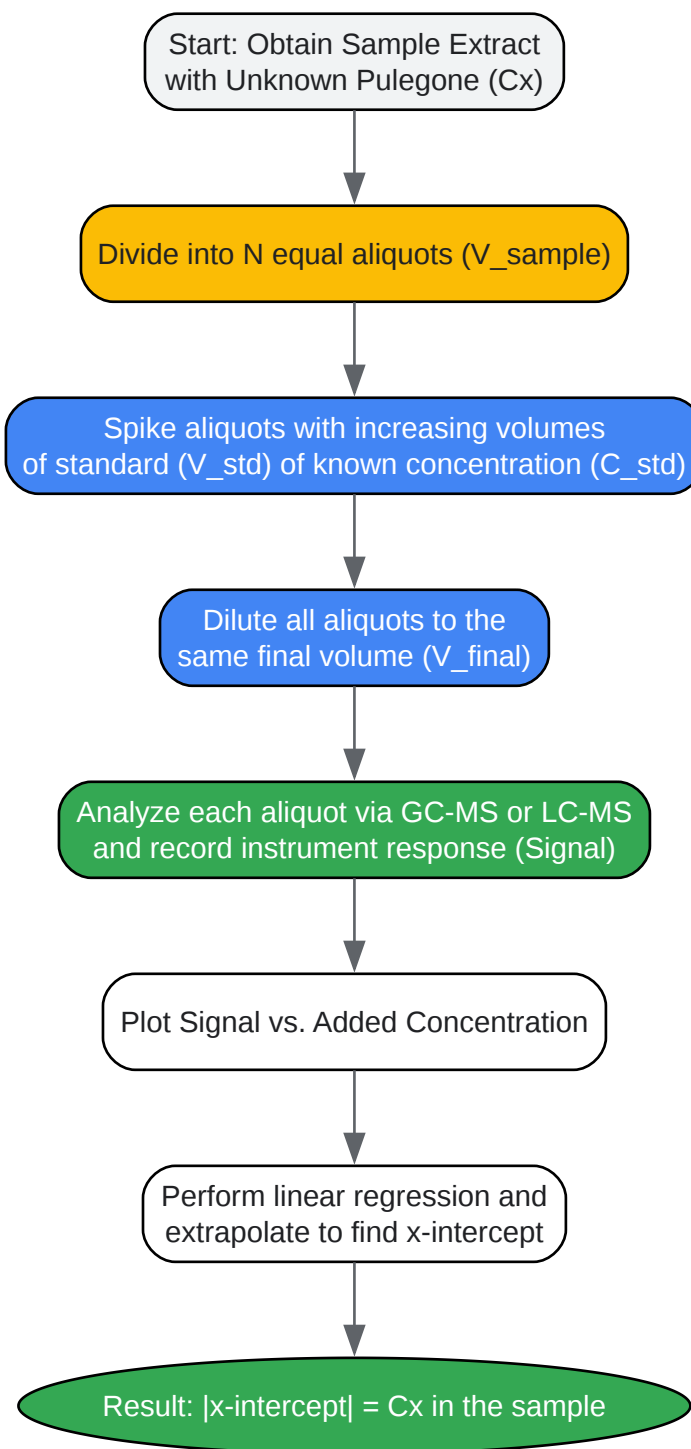 Start: Obtain Sample Extract
with Unknown Pulegone (Cx)
Divide into N equal aliquots (V_sample)
Spike aliquots with increasing volumes
of standard (V_std) of known concentration (C_std)
Dilute all aliquots to the
same final volume (V_final)
Analyze each aliquot via GC-MS or LC-MS
and record instrument response (Signal)
Plot Signal vs. Added Concentration
Perform linear regression and
extrapolate to find x-intercept
Result: |x-intercept| = Cx in the sample